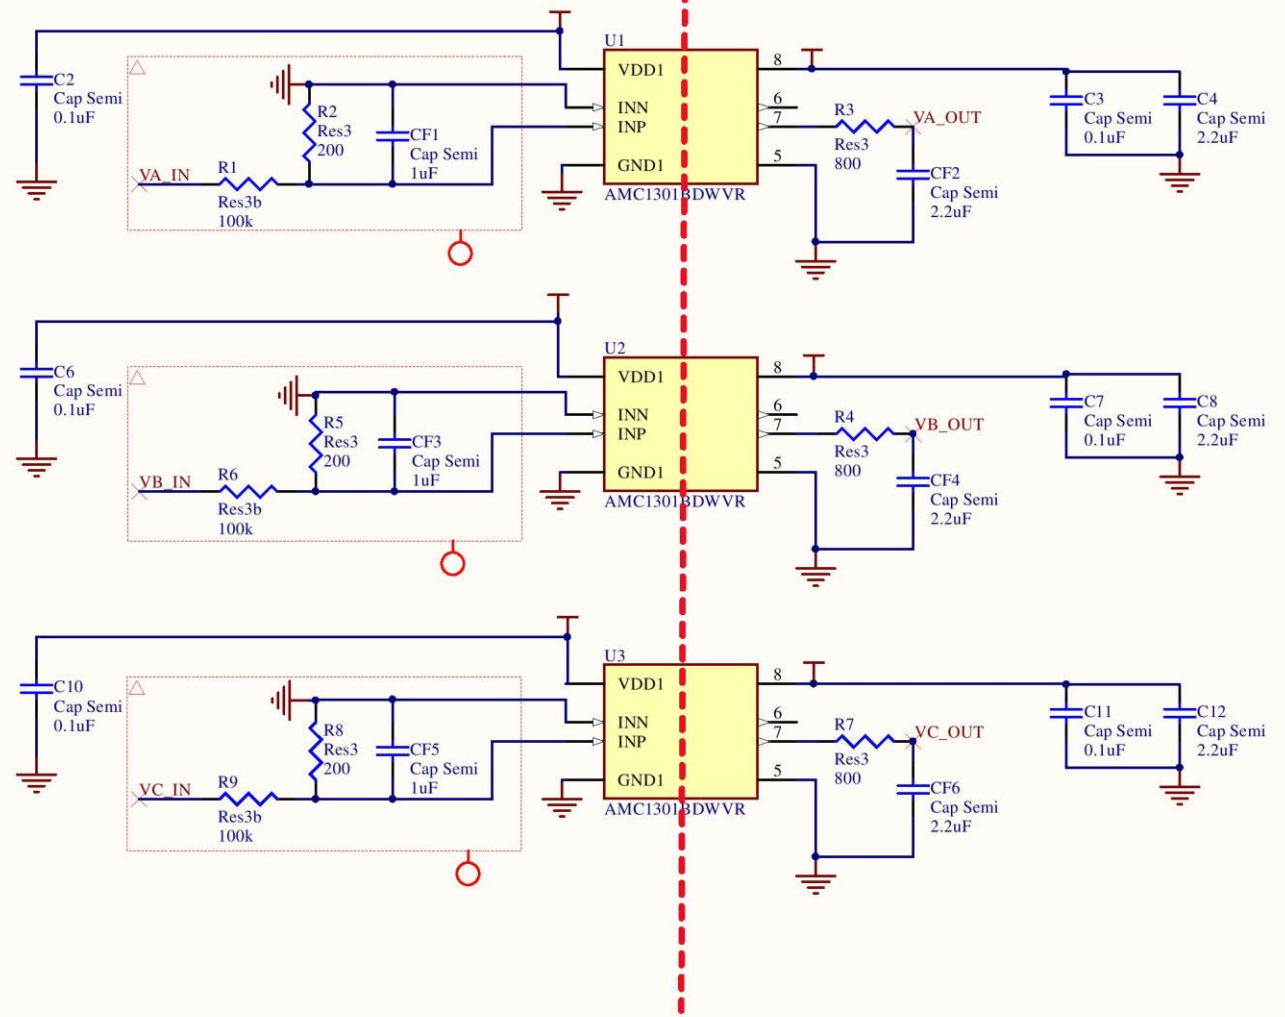 U1
VDD1
INN
INP
GND1
AMC1301BDWVR
8
6
7
5
C2
Cap Semi
0.1uF
R2
Res3
200
CF1
Cap Semi
1uF
VA_IN
R1
Res3b
100k
R3
Res3
800
VA_OUT
CF2
Cap Semi
2.2uF
C3
Cap Semi
0.1uF
C4
Cap Semi
2.2uF
U2
VDD1
INN
INP
GND1
AMC1301BDWVR
8
6
7
5
C6
Cap Semi
0.1uF
R5
Res3
200
CF3
Cap Semi
1uF
VB_IN
R6
Res3b
100k
R4
Res3
800
VB_OUT
CF4
Cap Semi
2.2uF
C7
Cap Semi
0.1uF
C8
Cap Semi
2.2uF
U3
VDD1
INN
INP
GND1
AMC1301BDWVR
8
6
7
5
C10
Cap Semi
0.1uF
R8
Res3
200
CF5
Cap Semi
1uF
VC_IN
R9
Res3b
100k
R7
Res3
800
VC_OUT
CF6
Cap Semi
2.2uF
C11
Cap Semi
0.1uF
C12
Cap Semi
2.2uF